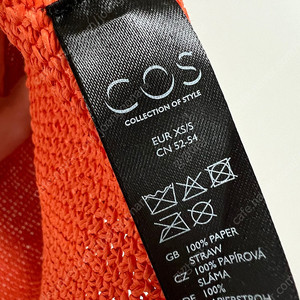 COS
COLLECTION OF STYLE
EUR XS/S
CN 52-54
GB 100% PAPER
STRAW
CZ 100% PAPÍROVÁ
SLÁMA